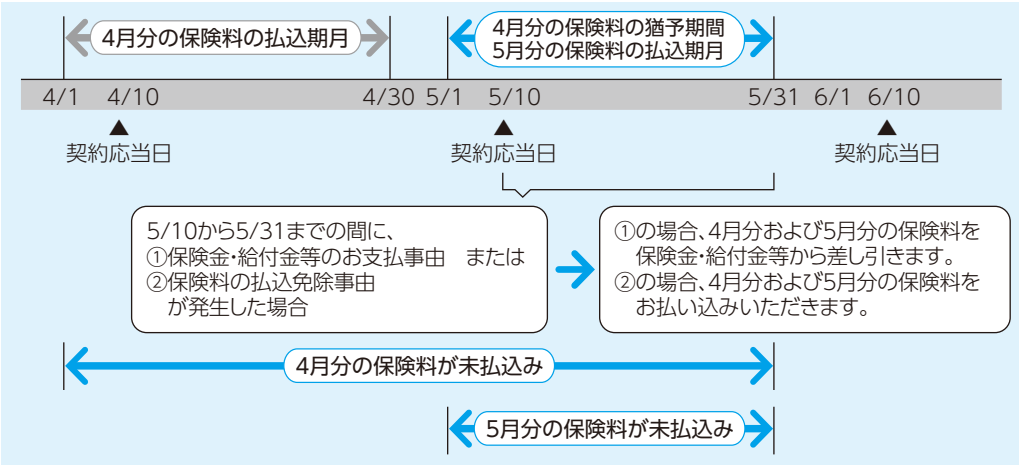 4月分の保険料の払込期月
4月分の保険料の猶予期間
5月分の保険料の払込期月
4/1 4/10 4/30 5/1 5/10 5/31 6/1 6/10
▲ ▲ ▲
契約応当日 契約応当日 契約応当日
5/10から5/31までの間に、
①保険金・給付金等のお支払事由 または
②保険料の払込免除事由
が発生した場合
①の場合、4月分および5月分の保険料を
保険金・給付金等から差し引きます。
②の場合、4月分および5月分の保険料を
お払い込みいただきます。
4月分の保険料が未払込み
5月分の保険料が未払込み